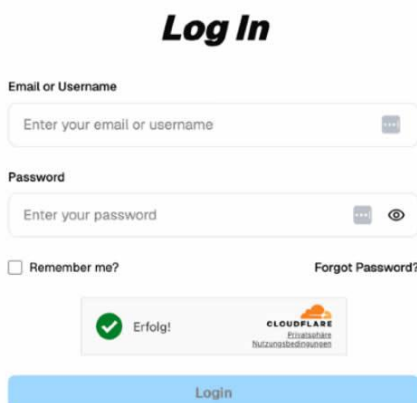 Log In
Email or Username
Enter your email or username
Password
Enter your password
Remember me?
Forgot Password?
Erfolg!
CLOUDFLARE
Privatsphäre
Nutzungsbedingungen
Login